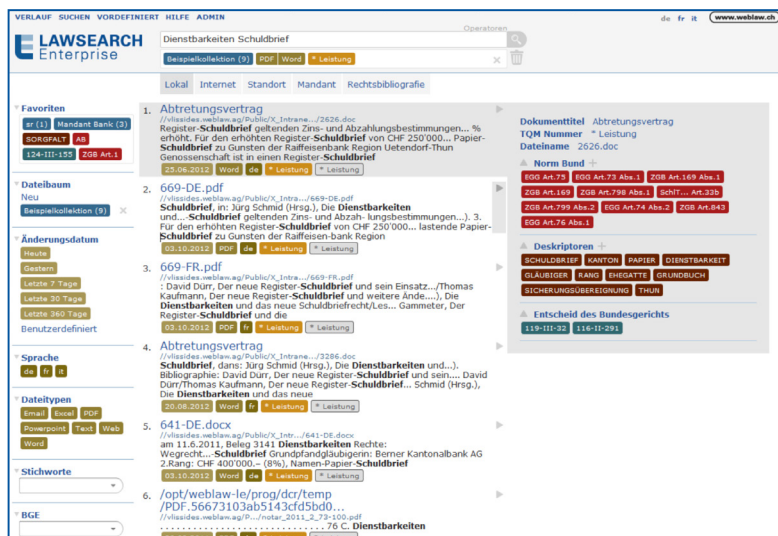 VERLAUF SUCHEN VORDEFINIERT HILFE ADMIN
de fr it www.weblaw.ch
LAWSEARCH
Enterprise
Operatoren
Dienstbarkeiten Schuldbrief
Beispielkollektion (9) PDF Word * Leistung
Lokal Internet Standort Mandant Rechtsbibliografie
Favoriten
sr (1) Mandant Bank (3)
SORGFALT AB
124-III-155 ZGB Art.1
Dateibaum
Neu
Beispielkollektion (9)
Änderungsdatum
Heute
Gestern
Letzte 7 Tage
Letzte 30 Tage
Letzte 360 Tage
Benutzerdefiniert
Sprache
de fr it
Dateitypen
Email Excel PDF
Powerpoint Text Web
Word
Stichworte
BGE
1. Abtretungsvertrag
//vlissides.weblaw.ag/Public/X_Intrane.../2626.doc
Register-Schuldbrief geltenden Zins- und Abzahlungsbestimmungen... %
erhöht. Für den erhöhten Register-Schuldbrief von CHF 250'000... Papier-
Schuldbrief zu Gunsten der Raiffeisenbank Region Uetendorf-Thun
Genossenschaft ist in einen Register-Schuldbrief
25.06.2012 Word de * Leistung * Leistung
2. 669-DE.pdf
//vlissides.weblaw.ag/Public/X_Intra.../669-DE.pdf
Schuldbrief, in: Jürg Schmid (Hrsg.), Die Dienstbarkeiten
und...-Schuldbrief geltenden Zins- und Abzah- lungsbestimmungen...). 3.
Für den erhöhten Register-Schuldbrief von CHF 250'000... lastende Papier-
Schuldbrief zu Gunsten der Raiffeisen-bank Region
03.10.2012 PDF de * Leistung * Leistung
3. 669-FR.pdf
//vlissides.weblaw.ag/Public/X_Intra.../669-FR.pdf
: David Dürr, Der neue Register-Schuldbrief und sein Einsatz.../Thomas
Kaufmann, Der neue Register-Schuldbrief und weitere Ände....), Die
Dienstbarkeiten und das neue Schuldbriefrecht/Les... Gammeter, Der
Register-Schuldbrief und die
03.10.2012 PDF fr * Leistung * Leistung
4. Abtretungsvertrag
//vlissides.weblaw.ag/Public/X_Intrane.../3286.doc
Schuldbrief, dans: Jürg Schmid (Hrsg.), Die Dienstbarkeiten und...).
Bibliographie: David Dürr, Der neue Register-Schuldbrief und sein.... David
Dürr/Thomas Kaufmann, Der neue Register-Schuldbrief... Schmid (Hrsg.),
Die Dienstbarkeiten und das neue
20.08.2012 Word fr * Leistung * Leistung
5. 641-DE.docx
//vlissides.weblaw.ag/Public/X_Intr.../641-DE.docx
am 11.6.2011, Beleg 3141 Dienstbarkeiten Rechte:
Wegrecht...-Schuldbrief Grundpfandgläubigerin: Berner Kantonalbank AG
2.Rang: CHF 400'000.– (8%), Namen-Papier-Schuldbrief
03.10.2012 Word de * Leistung * Leistung
6. /opt/weblaw-le/prog/dcr/temp
/PDF.56673103ab5143cfd5bd0...
//vlissides.weblaw.ag/P.../notar_2011_2_73-100.pdf
. . . . . . . . . . . . . . . . . . . . . . . . . . . . 76 C. Dienstbarkeiten
Dokumenttitel Abtretungsvertrag
TQM Nummer * Leistung
Dateiname 2626.doc
Norm Bund
EGG Art.75 EGG Art.73 Abs.1 ZGB Art.169 Abs.1
ZGB Art.169 ZGB Art.798 Abs.1 SchlT... Art.33b
ZGB Art.799 Abs.2 EGG Art.74 Abs.2 ZGB Art.843
EGG Art.76 Abs.1
Deskriptoren
SCHULDBRIEF KANTON PAPIER DIENSTBARKEIT
GLÄUBIGER RANG EHEGATTE GRUNDBUCH
SICHERUNGSÜBEREIGNUNG THUN
Entscheid des Bundesgerichts
119-III-32 116-II-291